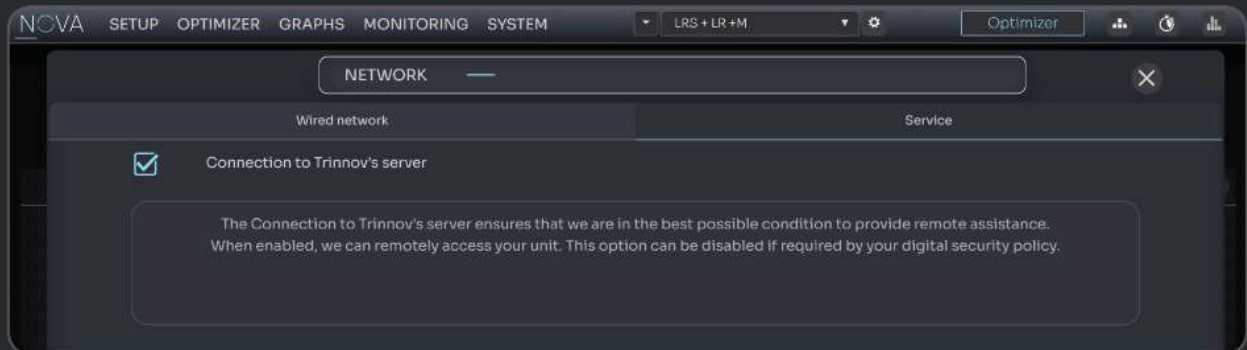 NOVA SETUP OPTIMIZER GRAPHS MONITORING SYSTEM LRS + LR +M Optimizer
NETWORK
Wired network Service
Connection to Trinnov's server
The Connection to Trinnov's server ensures that we are in the best possible condition to provide remote assistance.
When enabled, we can remotely access your unit. This option can be disabled if required by your digital security policy.